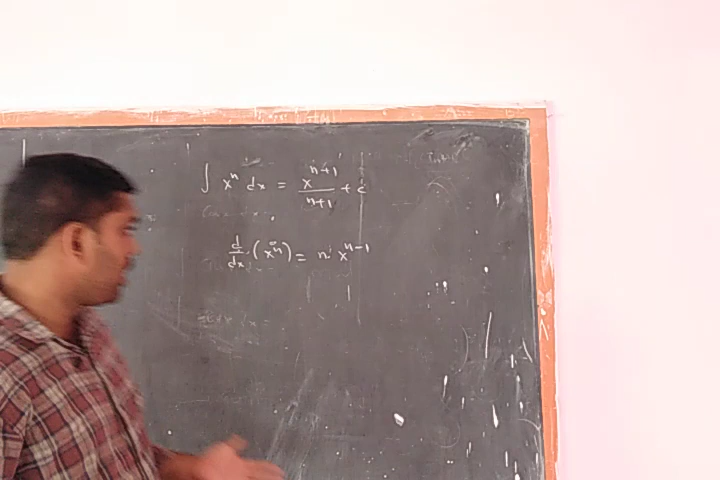 ∫ xⁿ dx = xⁿ⁺¹/n+1 + c
d/dx (xⁿ) = n · xⁿ⁻¹